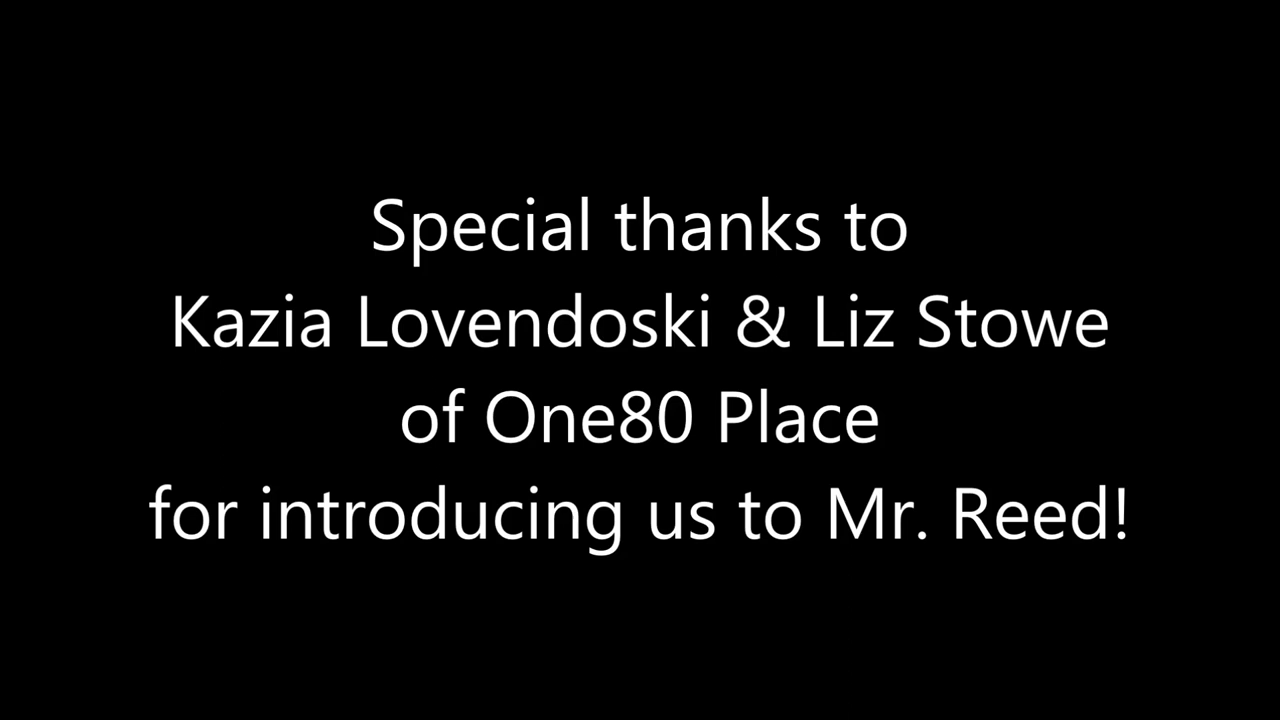 Special thanks to
Kazia Lovendoski & Liz Stowe
of One80 Place
for introducing us to Mr. Reed!